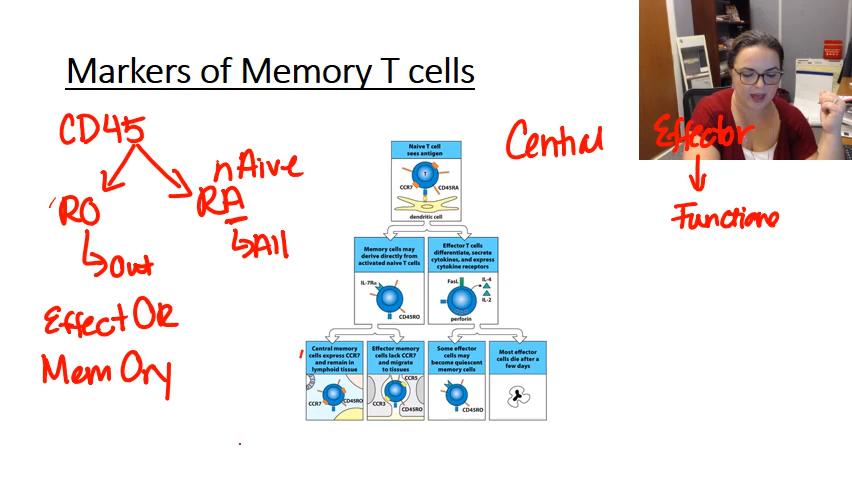 Markers of Memory T cells
CD45
RO
RA
nAive
Out
All
EffectOR
MemOry
Central
Effector
Functions
Naive T cell
sees antigen
T
CCR7
CD45RA
dendritic cell
Memory cells may
derive directly from
activated naive T cells
IL-7Rα
CD45RO
Effector T cells
differentiate, secrete
cytokines, and express
cytokine receptors
FasL
IL-4
IL-2
perforin
Central memory
cells express CCR7
and remain in
lymphoid tissue
CCR7
CD45RO
Effector memory
cells lack CCR7
and migrate
to tissues
CCR5
CCR3
CD45RO
Some effector
cells may
become quiescent
memory cells
CD45RO
Most effector
cells die after a
few days